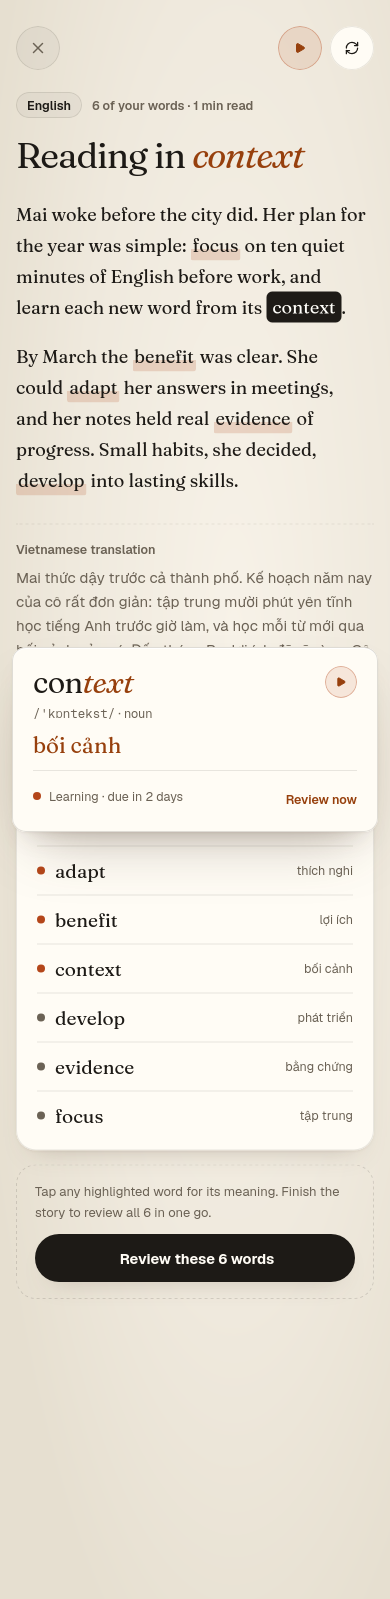 English
6 of your words · 1 min read
Reading in context
Mai woke before the city did. Her plan for
the year was simple: focus on ten quiet
minutes of English before work, and
learn each new word from its context.
By March the benefit was clear. She
could adapt her answers in meetings,
and her notes held real evidence of
progress. Small habits, she decided,
develop into lasting skills.
Vietnamese translation
Mai thức dậy trước cả thành phố. Kế hoạch năm nay
của cô rất đơn giản: tập trung mười phút yên tĩnh
học tiếng Anh trước giờ làm, và học mỗi từ mới qua
context
/ˈkɒntekst/ · noun
bối cảnh
Learning · due in 2 days
Review now
adapt thích nghi
benefit lợi ích
context bối cảnh
develop phát triển
evidence bằng chứng
focus tập trung
Tap any highlighted word for its meaning. Finish the
story to review all 6 in one go.
Review these 6 words